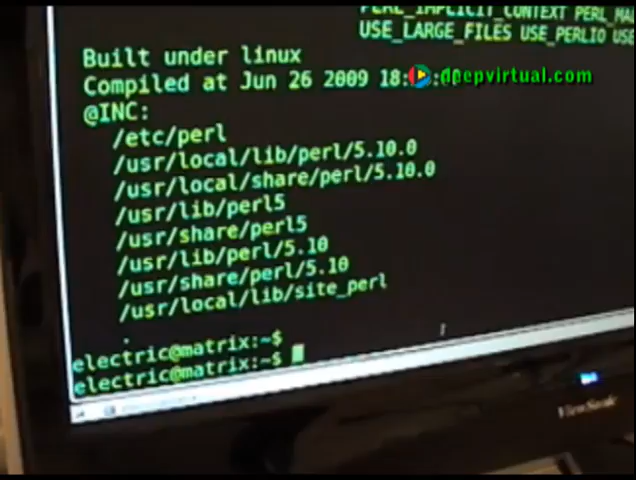 PERL_IMPLICIT_CONTEXT
USE_LARGE_FILES USE_PERLIO
Built under linux
Compiled at Jun 26 2009 18:
deepvirtual.com
@INC:
/etc/perl
/usr/local/lib/perl/5.10.0
/usr/local/share/perl/5.10.0
/usr/lib/perl5
/usr/share/perl5
/usr/lib/perl/5.10
/usr/share/perl/5.10
/usr/local/lib/site_perl
.
electric@matrix:~$
electric@matrix:~$
ViewSonic